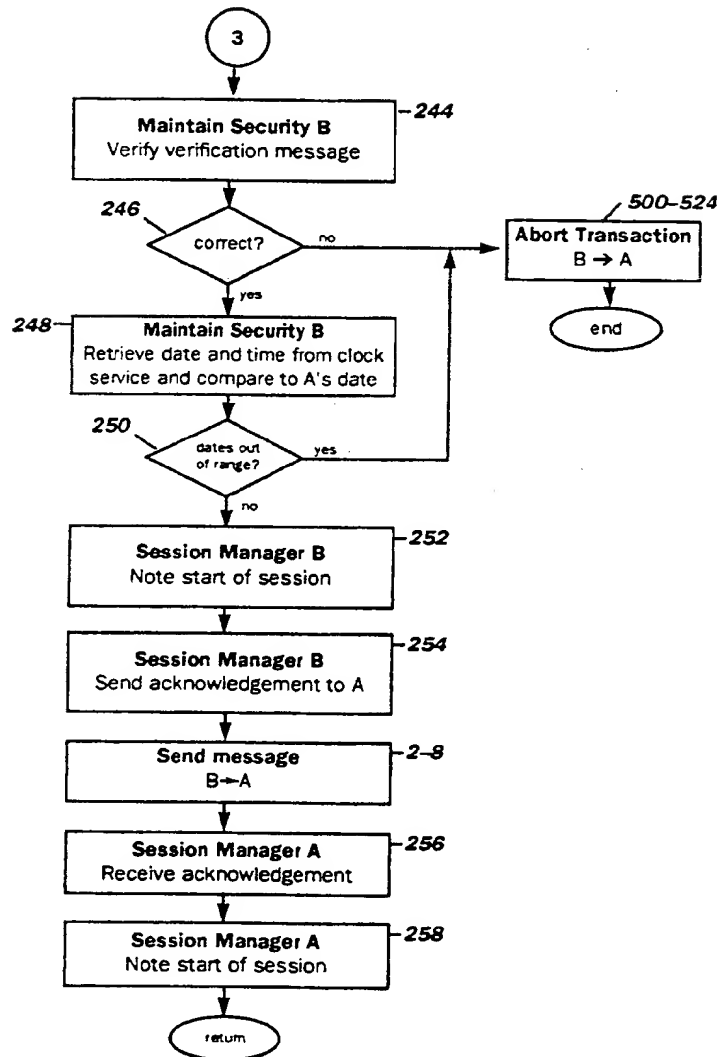 3
244
Maintain Security B
Verify verification message
246
correct?
no
yes
500-524
Abort Transaction
B → A
end
248
Maintain Security B
Retrieve date and time from clock
service and compare to A's date
250
dates out
of range?
yes
no
252
Session Manager B
Note start of session
254
Session Manager B
Send acknowledgement to A
2-8
Send message
B→A
256
Session Manager A
Receive acknowledgement
258
Session Manager A
Note start of session
return